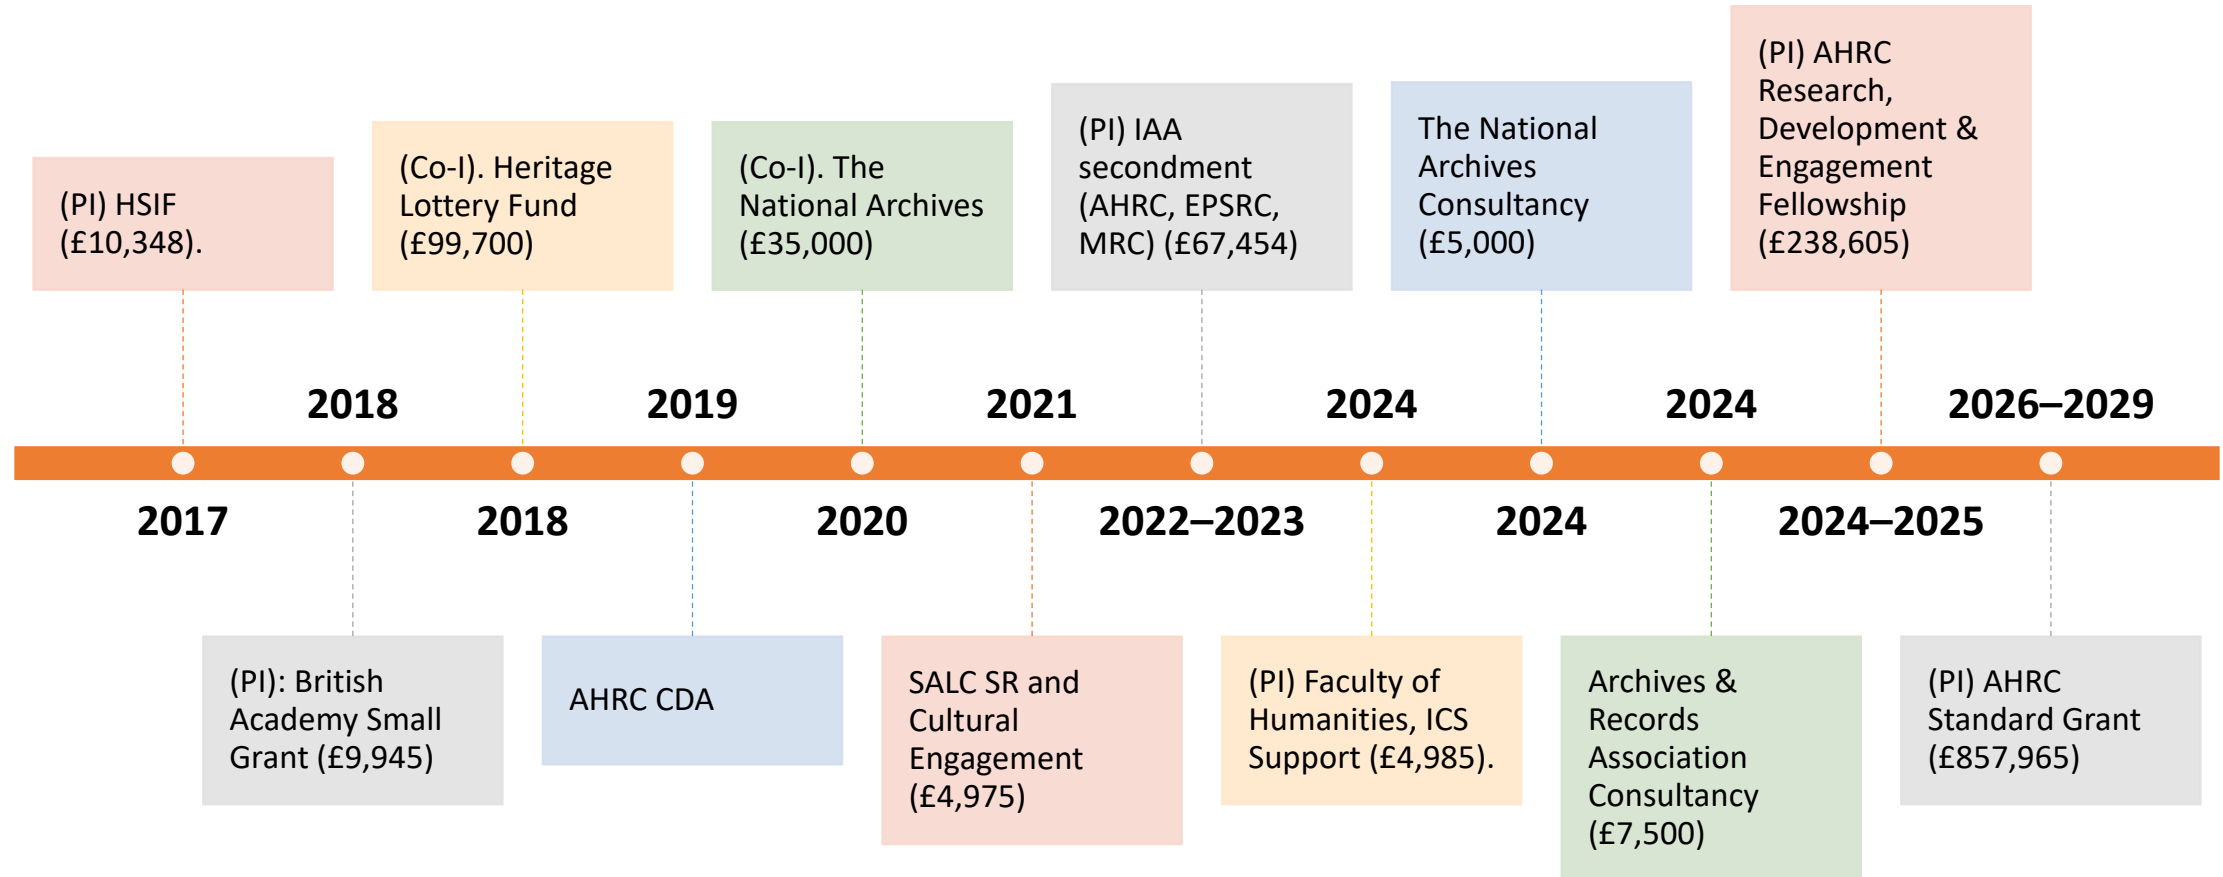 (PI) HSIF
(£10,348).
2017
2018
(PI): British
Academy Small
Grant (£9,945)
(Co-I). Heritage
Lottery Fund
(£99,700)
2018
2019
AHRC CDA
(Co-I). The
National Archives
(£35,000)
2020
2021
SALC SR and
Cultural
Engagement
(£4,975)
(PI) IAA
secondment
(AHRC, EPSRC,
MRC) (£67,454)
2022–2023
2024
(PI) Faculty of
Humanities, ICS
Support (£4,985).
The National
Archives
Consultancy
(£5,000)
2024
2024
Archives &
Records
Association
Consultancy
(£7,500)
(PI) AHRC
Research,
Development &
Engagement
Fellowship
(£238,605)
2024–2025
2026–2029
(PI) AHRC
Standard Grant
(£857,965)